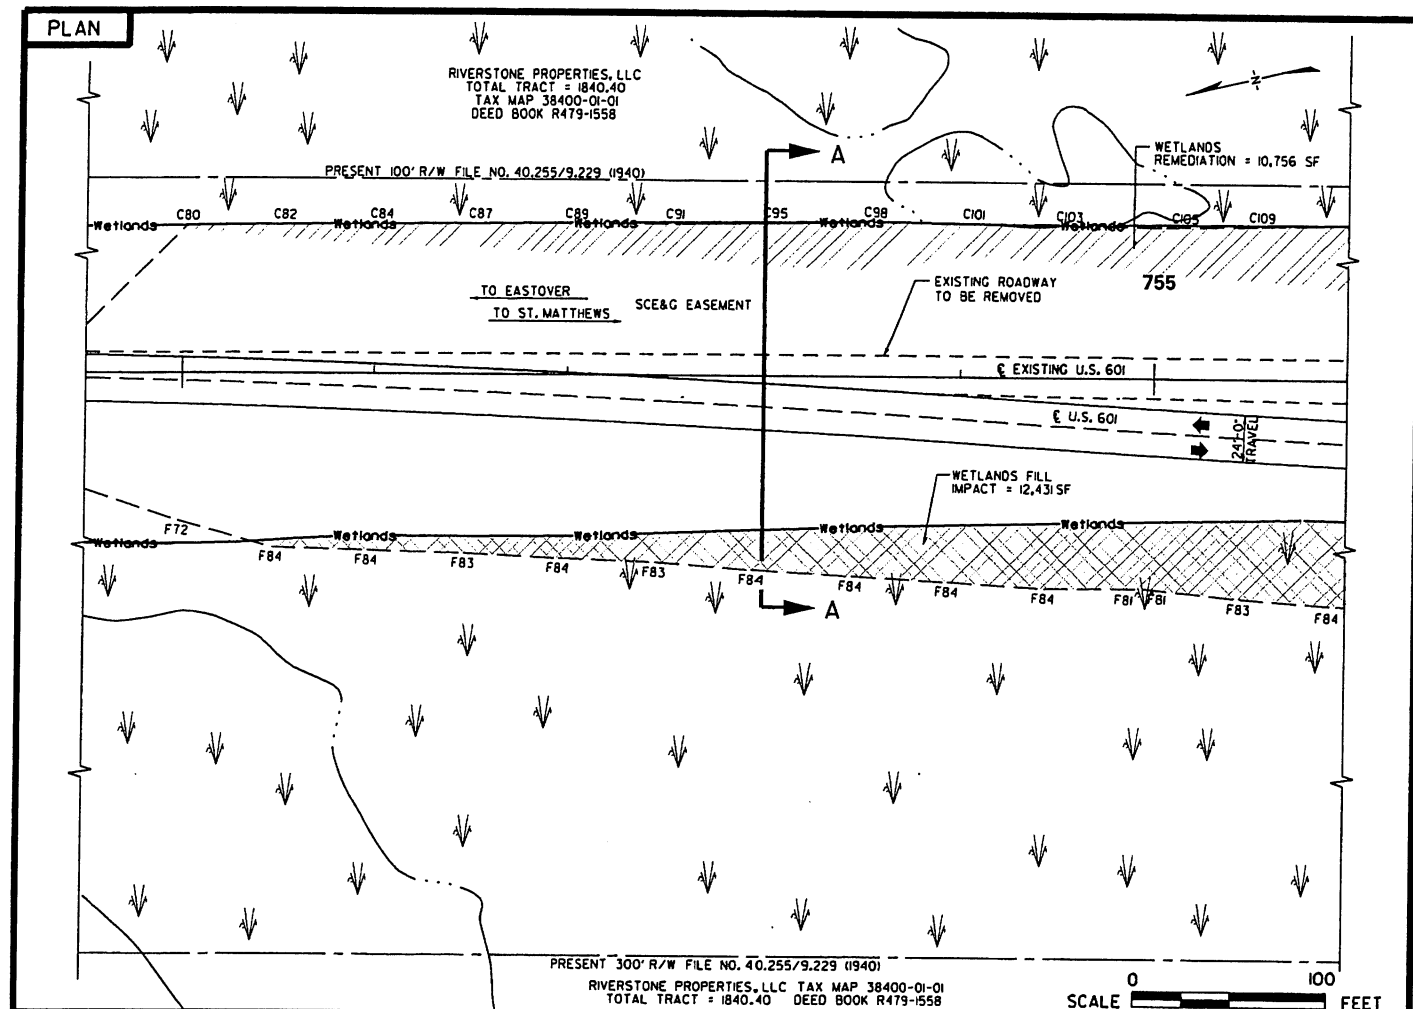 PLAN
RIVERSTONE PROPERTIES, LLC
TOTAL TRACT = 1840.40
TAX MAP 38400-01-01
DEED BOOK R479-1558
N
A
WETLANDS
REMEDIATION = 10,756 SF
PRESENT 100' R/W FILE NO. 40.255/9.229 (1940)
C80 C82 C84 C87 C89 C91 C95 C98 C101 C103 C105 C109
Wetlands Wetlands Wetlands Wetlands Wetlands
755
EXISTING ROADWAY
TO BE REMOVED
TO EASTOVER
TO ST. MATTHEWS
SCE&G EASEMENT
℄ EXISTING U.S. 601
℄ U.S. 601
24'-0"
TRAVEL
WETLANDS FILL
IMPACT = 12,431 SF
F72
Wetlands Wetlands Wetlands Wetlands Wetlands
F84 F84 F83 F84 F83 F84 F84 F84 F84 F81 F81 F83 F84
A
PRESENT 300' R/W FILE NO. 40.255/9.229 (1940)
RIVERSTONE PROPERTIES, LLC TAX MAP 38400-01-01
TOTAL TRACT = 1840.40 DEED BOOK R479-1558
0 100
SCALE FEET